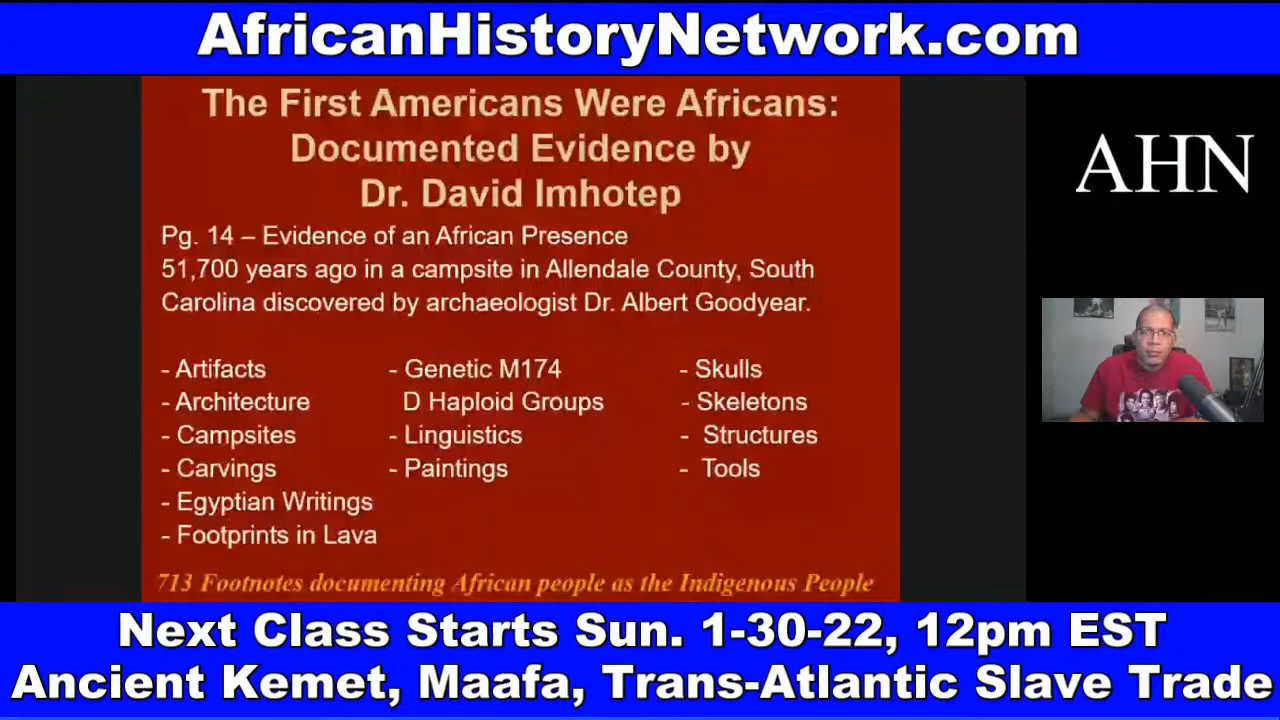 AfricanHistoryNetwork.com
The First Americans Were Africans:
Documented Evidence by
Dr. David Imhotep
Pg. 14 – Evidence of an African Presence
51,700 years ago in a campsite in Allendale County, South
Carolina discovered by archaeologist Dr. Albert Goodyear.
- Artifacts
- Architecture
- Campsites
- Carvings
- Egyptian Writings
- Footprints in Lava
- Genetic M174
D Haploid Groups
- Linguistics
- Paintings
- Skulls
- Skeletons
- Structures
- Tools
713 Footnotes documenting African people as the Indigenous People
AHN
Next Class Starts Sun. 1-30-22, 12pm EST
Ancient Kemet, Maafa, Trans-Atlantic Slave Trade